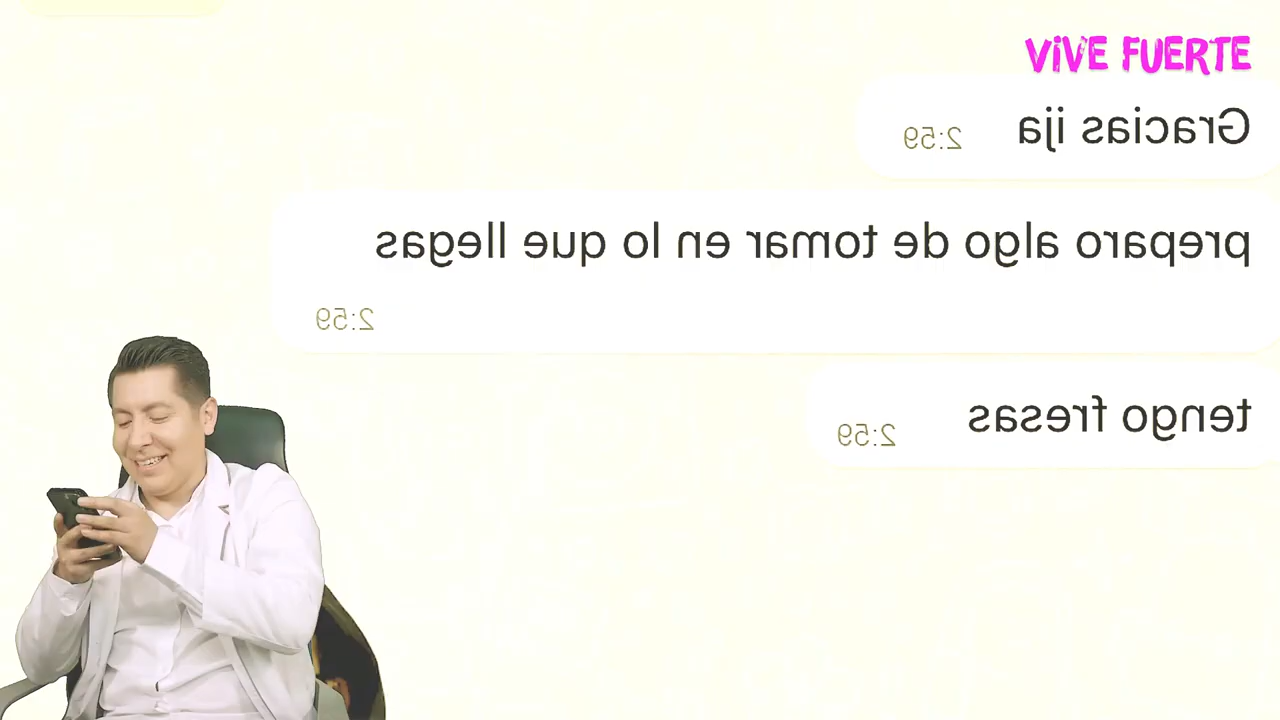 ViVE FUERTE
Gracias ija
2:59
preparo algo de tomar en lo que llegas
2:59
tengo fresas
2:59